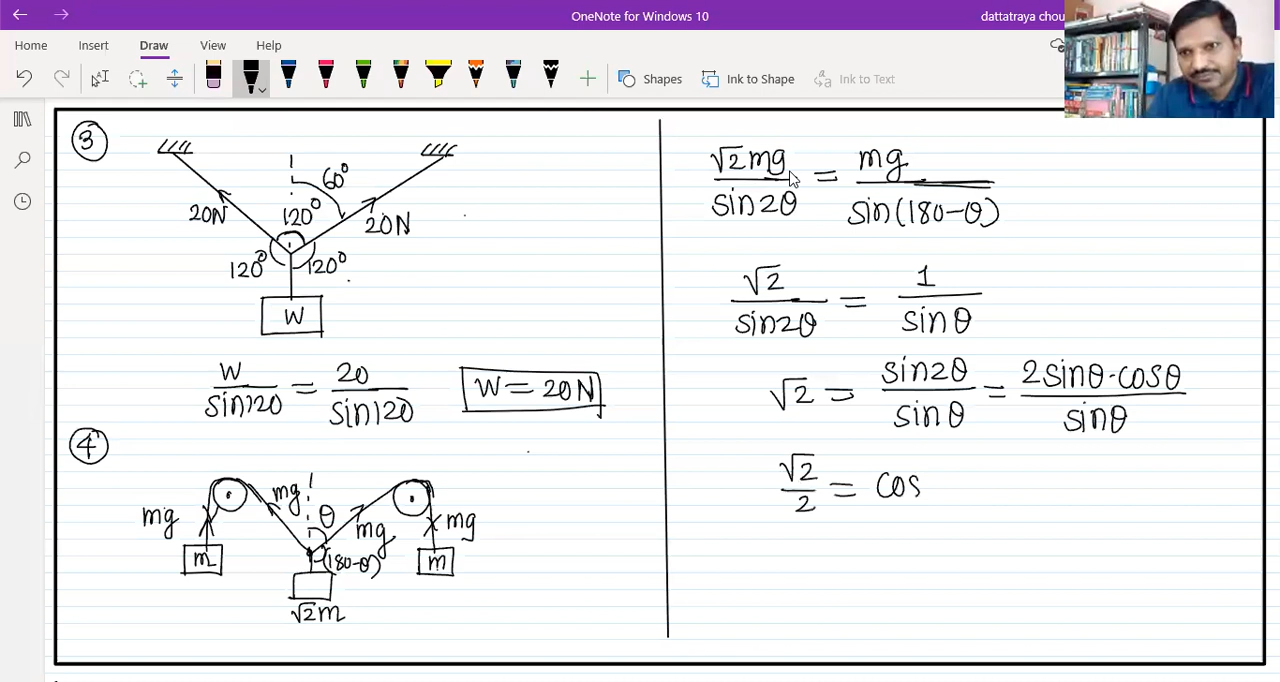 OneNote for Windows 10
dattatraya chou
Home Insert Draw View Help
Shapes Ink to Shape Ink to Text
3
60°
20N 120° 20N
120° 120°
W
W/sin120 = 20/sin120 W = 20N
4
mg mg θ mg mg
m (180-θ) m
√2m
√2mg/sin2θ = mg/sin(180-θ)
√2/sin2θ = 1/sinθ
√2 = sin2θ/sinθ = 2sinθ·cosθ/sinθ
√2/2 = cos